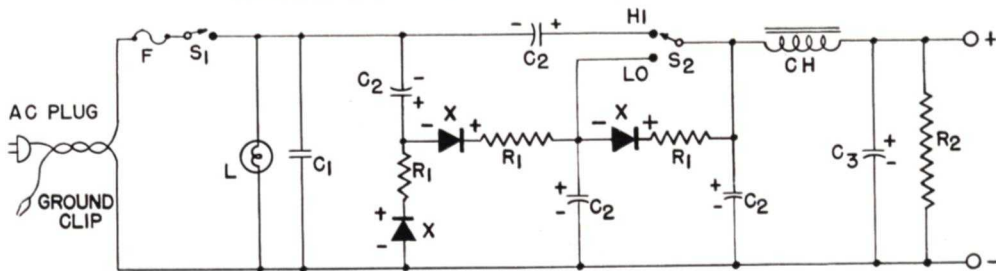 HI
- +
C2
S2
LO
F
S1
CH
+
-
C2
+
AC PLUG
X
- +
R1
X
- +
R1
L
C1
R1
C3
+
-
R2
GROUND
CLIP
+
-
X
+
-
C2
+
-
C2
-